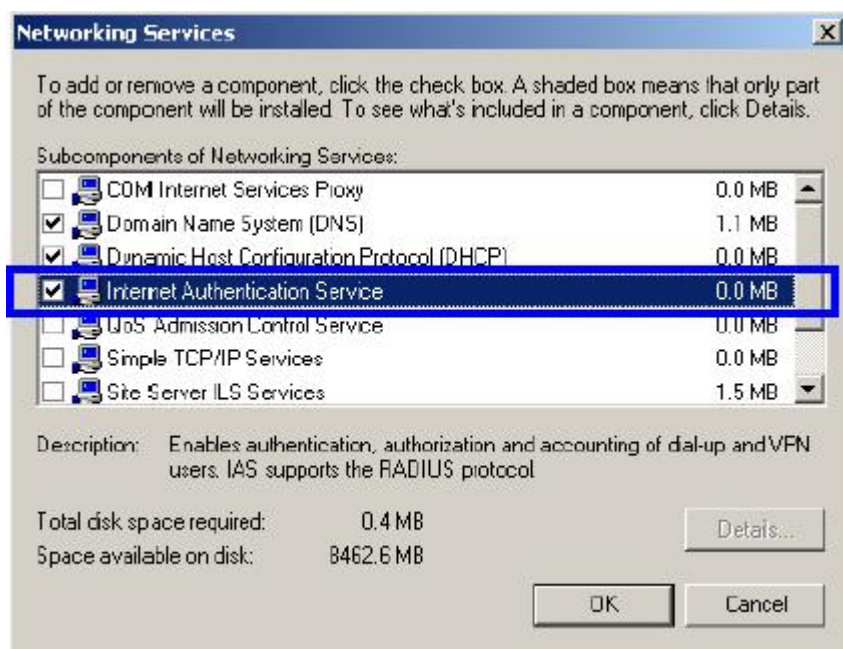 Networking Services
To add or remove a component, click the check box. A shaded box means that only part
of the component will be installed. To see what's included in a component, click Details.
Subcomponents of Networking Services:
COM Internet Services Proxy 0.0 MB
Domain Name System (DNS) 1.1 MB
Dynamic Host Configuration Protocol (DHCP) 0.0 MB
Internet Authentication Service 0.0 MB
QoS Admission Control Service 0.0 MB
Simple TCP/IP Services 0.0 MB
Site Server ILS Services 1.5 MB
Description: Enables authentication, authorization and accounting of dial-up and VPN
users. IAS supports the RADIUS protocol
Total disk space required: 0.4 MB
Details...
Space available on disk: 8462.6 MB
OK Cancel